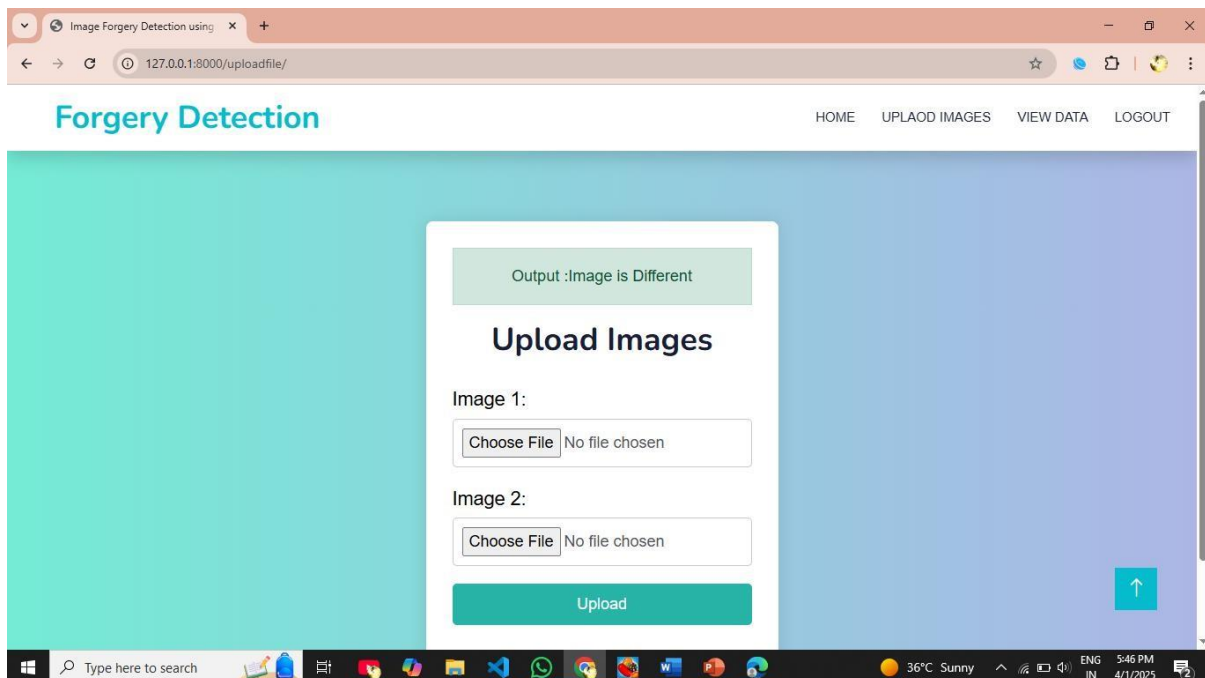 Image Forgery Detection using
127.0.0.1:8000/uploadfile/
Forgery Detection
HOME UPLAOD IMAGES VIEW DATA LOGOUT
Output :Image is Different
Upload Images
Image 1:
Choose File No file chosen
Image 2:
Choose File No file chosen
Upload
Type here to search
36°C Sunny
ENG
IN
5:46 PM
4/1/2025
2